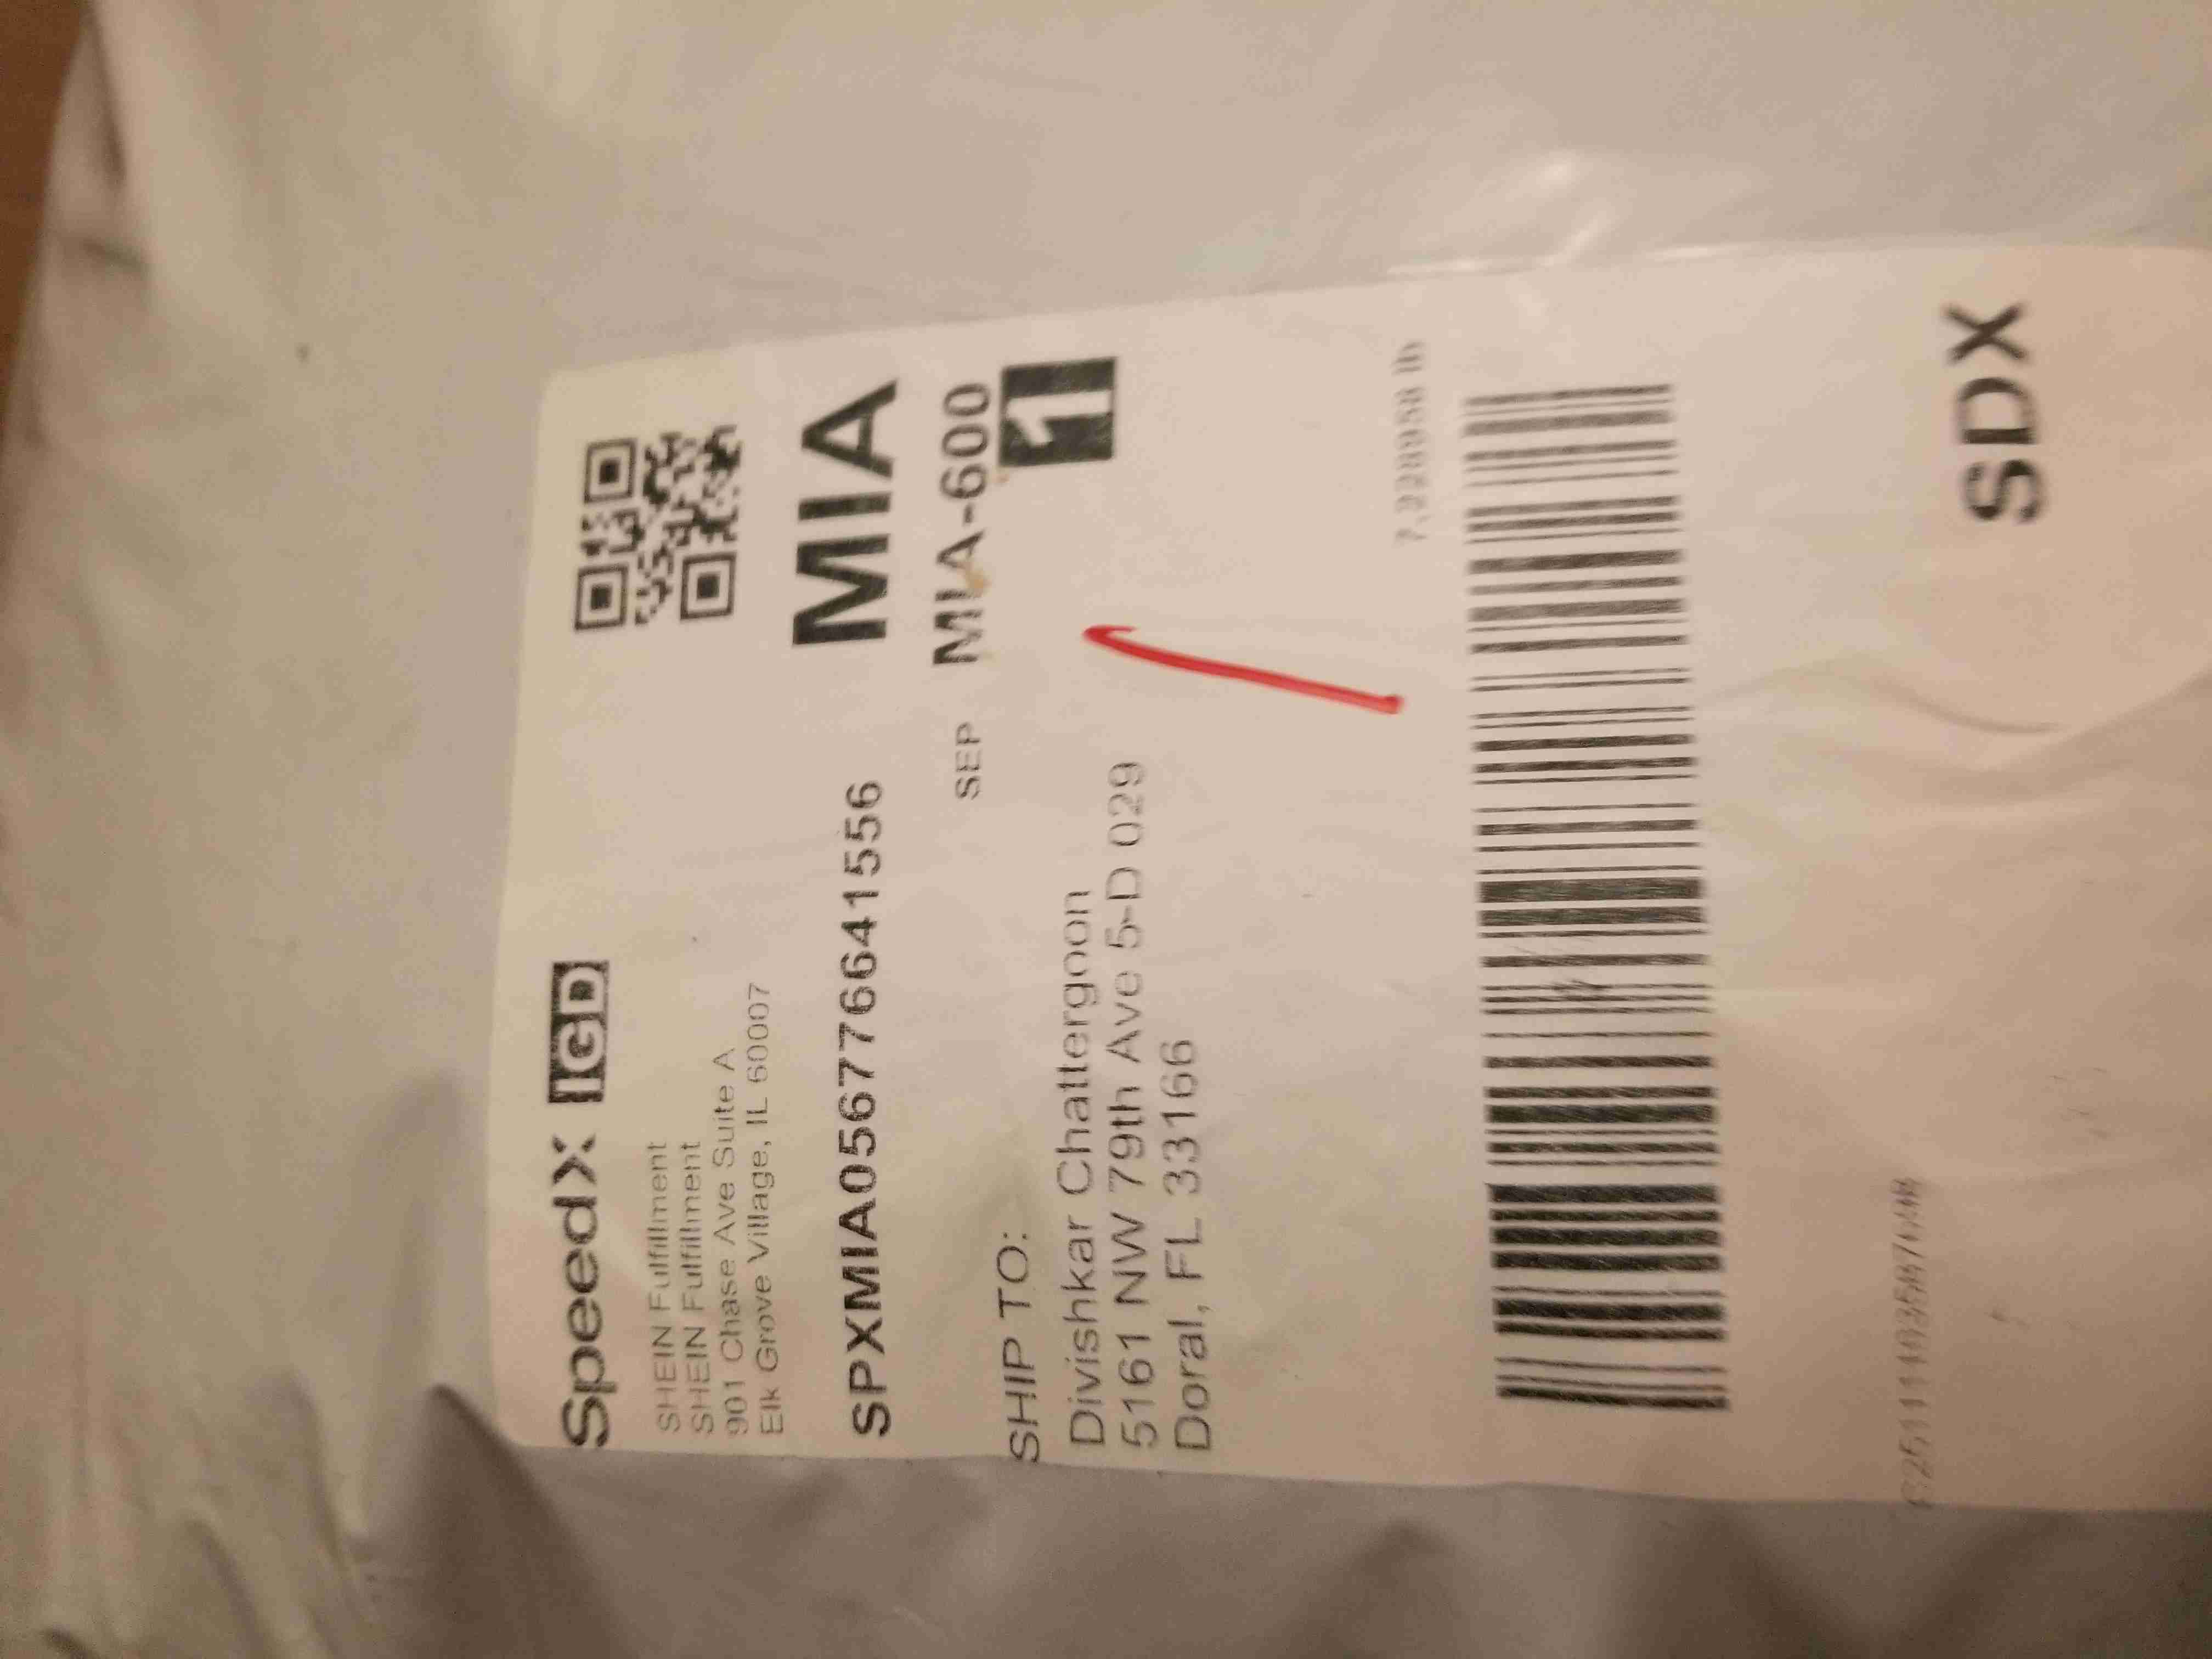 SpeedX IGD
SHEIN Fulfillment
SHEIN Fulfillment
901 Chase Ave Suite A
Elk Grove Village, IL 60007
MIA
SPXMIA056776641556
SEP MIA-600
1
SHIP TO:
Divishkar Chattergoon
5161 NW 79th Ave 5-D 029
Doral, FL 33166
lb
SDX